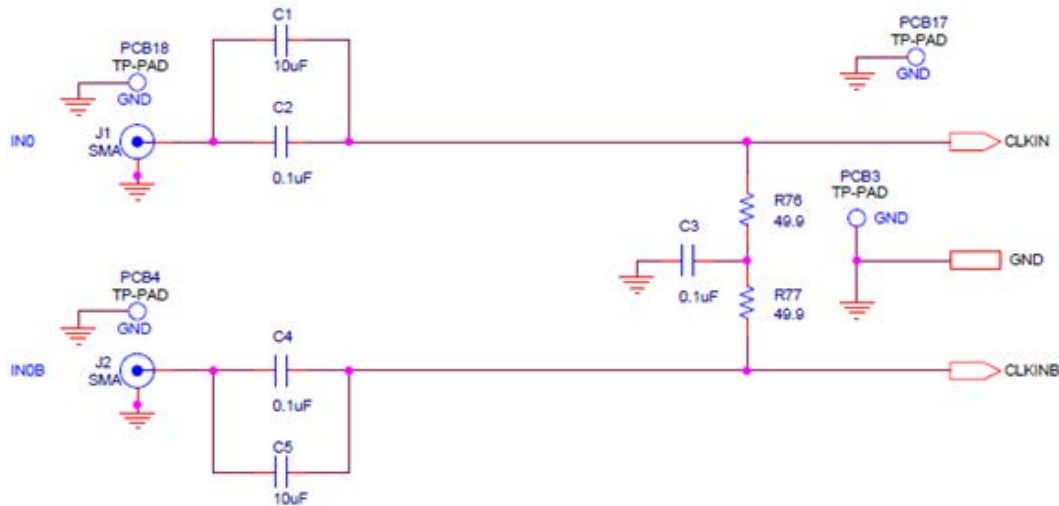 C1
10uF
PCB18
TP-PAD
GND
PCB17
TP-PAD
GND
IN0
J1
SMA
C2
0.1uF
CLKIN
R76
49.9
PCB3
TP-PAD
GND
C3
0.1uF
GND
R77
49.9
PCB4
TP-PAD
GND
IN0B
J2
SMA
C4
0.1uF
CLKINB
C5
10uF